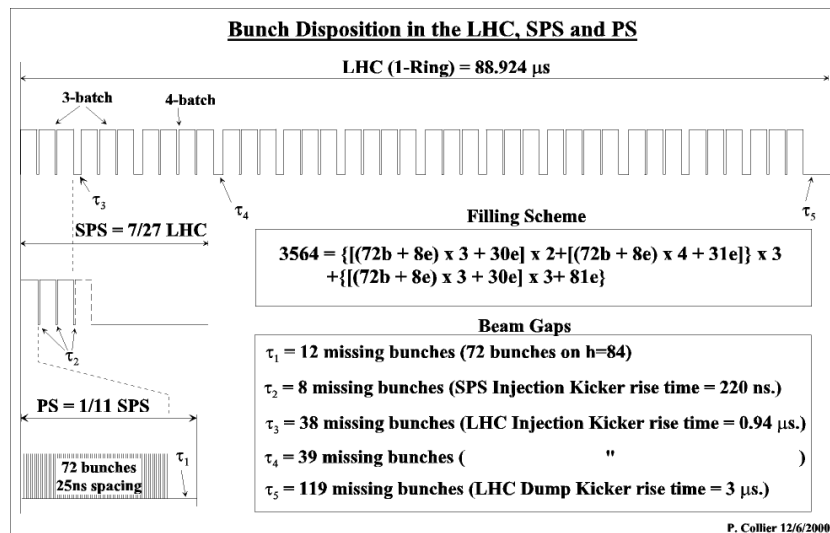 Bunch Disposition in the LHC, SPS and PS
LHC (1-Ring) = 88.924 μs
3-batch
4-batch
τ3
τ4
τ5
SPS = 7/27 LHC
Filling Scheme
3564 = {[(72b + 8e) x 3 + 30e] x 2+[(72b + 8e) x 4 + 31e]} x 3
+{[(72b + 8e) x 3 + 30e] x 3+ 81e}
τ2
Beam Gaps
τ1 = 12 missing bunches (72 bunches on h=84)
τ2 = 8 missing bunches (SPS Injection Kicker rise time = 220 ns.)
τ3 = 38 missing bunches (LHC Injection Kicker rise time = 0.94 μs.)
τ4 = 39 missing bunches ( " )
τ5 = 119 missing bunches (LHC Dump Kicker rise time = 3 μs.)
PS = 1/11 SPS
τ1
72 bunches
25ns spacing
P. Collier 12/6/2000